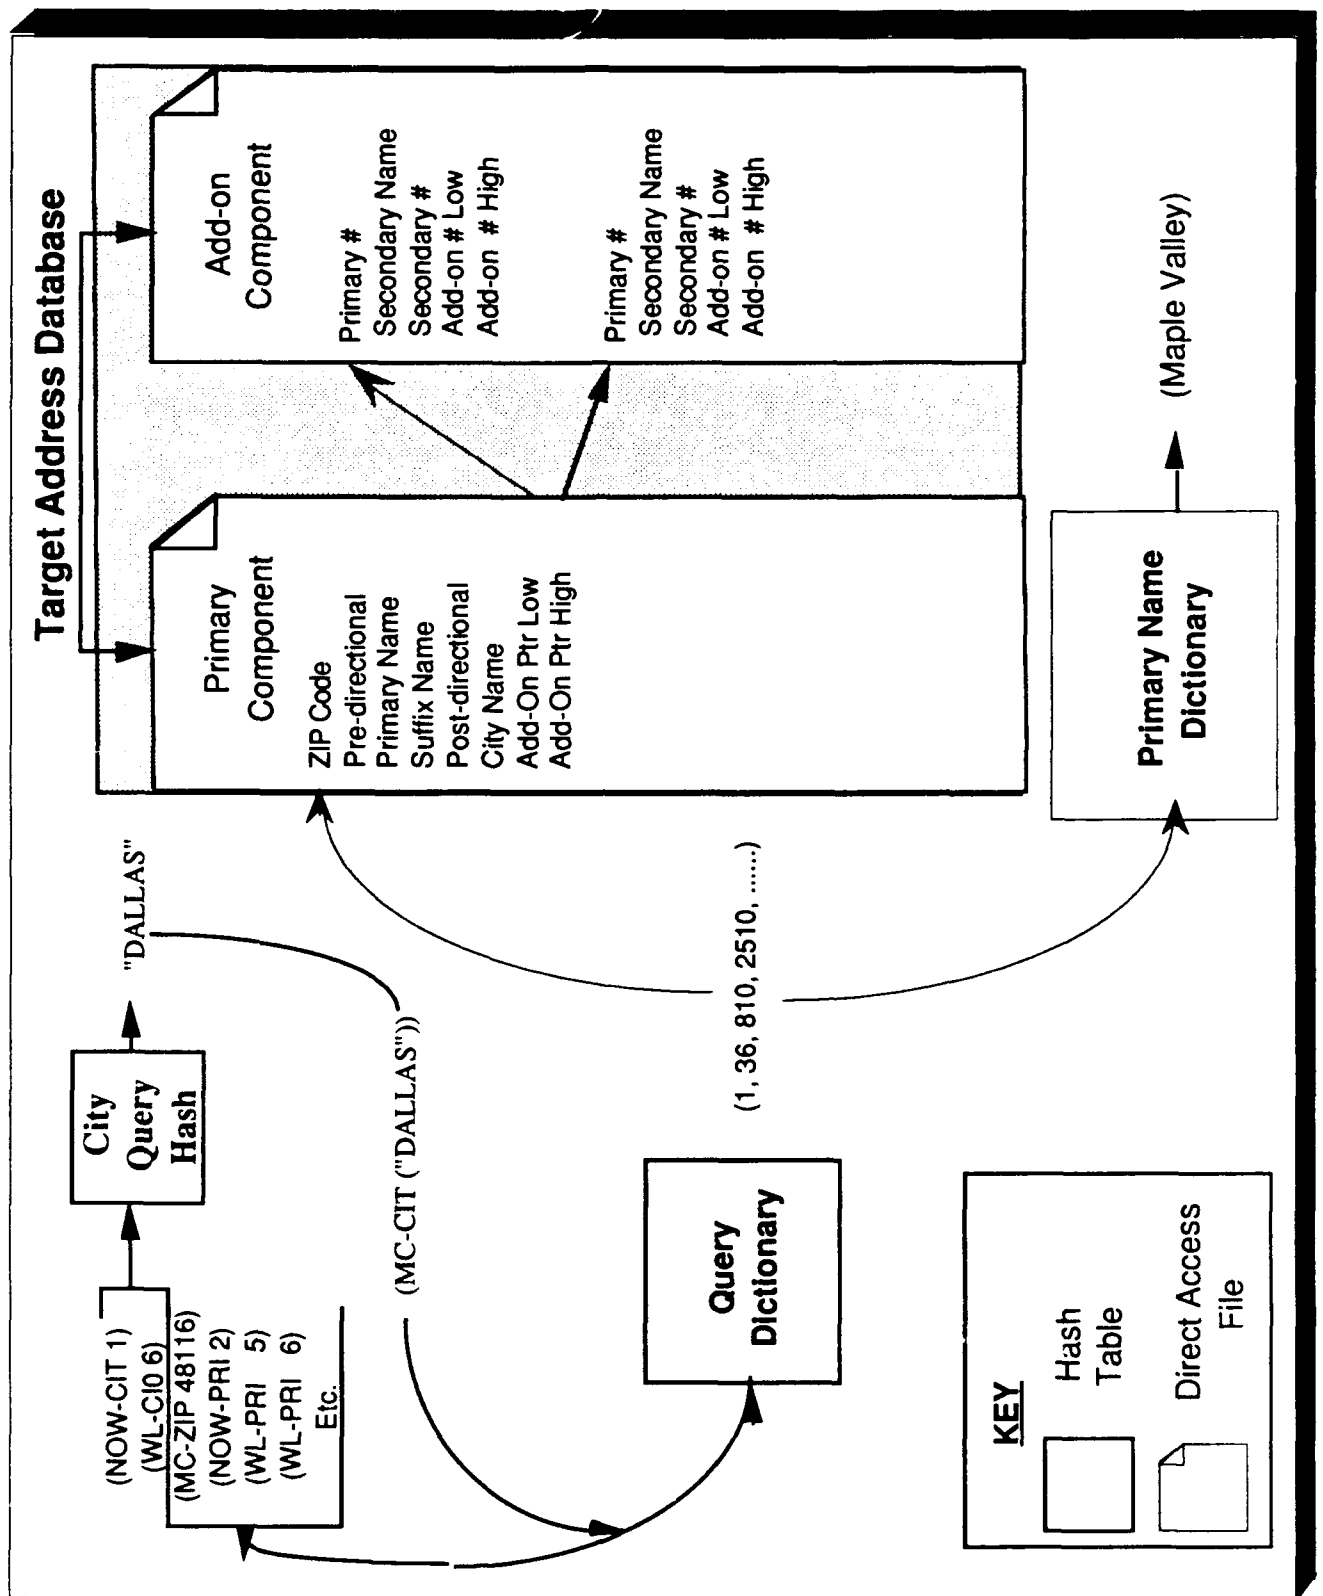 Target Address Database
(NOW-CIT 1)
(WL-CI0 6)
(MC-ZIP 48116)
(NOW-PRI 2)
(WL-PRI 5)
(WL-PRI 6)
Etc.
City
Query
Hash
"DALLAS"
(MC-CIT ("DALLAS"))
Query
Dictionary
(1, 36, 810, 2510, ......)
Primary
Component
ZIP Code
Pre-directional
Primary Name
Suffix Name
Post-directional
City Name
Add-On Ptr Low
Add-On Ptr High
Add-on
Component
Primary #
Secondary Name
Secondary #
Add-on # Low
Add-on # High
Primary #
Secondary Name
Secondary #
Add-on # Low
Add-on # High
Primary Name
Dictionary
(Maple Valley)
KEY
Hash
Table
Direct Access
File